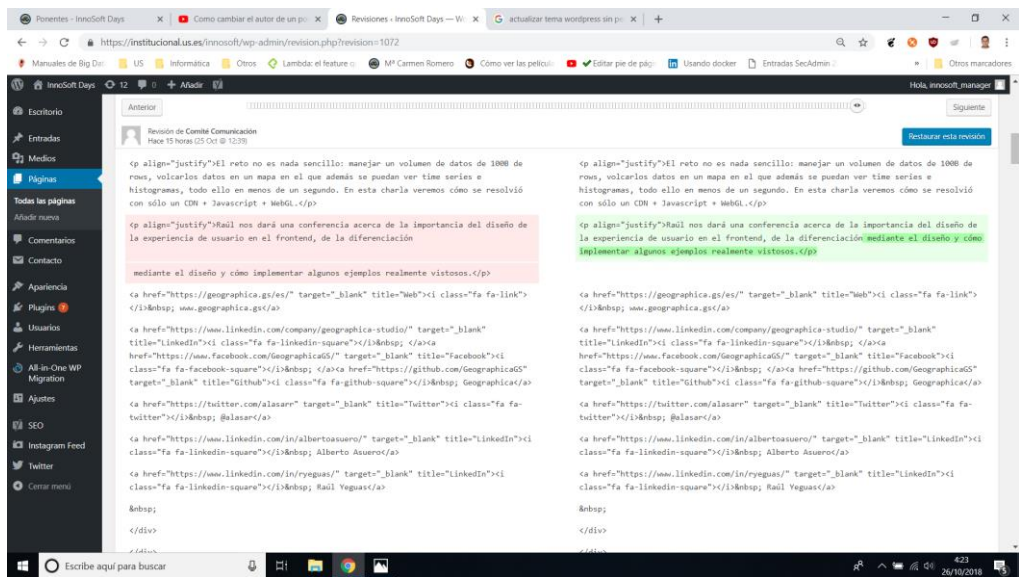 Ponentes - InnoSoft Days
Como cambiar el autor de un po
Revisiones ‹ InnoSoft Days — W
actualizar tema wordpress sin pe
https://institucional.us.es/innosoft/wp-admin/revision.php?revision=1072
Manuales de Big Dat
US
Informática
Otros
Lambda: el feature o
Mª Carmen Romero
Cómo ver las películ
Editar pie de pág
Usando docker
Entradas SecAdmin 2
Otros marcadores
InnoSoft Days
12
0
Añadir
Hola, innosoft_manager
Escritorio
Entradas
Medios
Páginas
Todas las páginas
Añadir nueva
Comentarios
Contacto
Apariencia
Plugins
Usuarios
Herramientas
All-in-One WP
Migration
Ajustes
SEO
Instagram Feed
Twitter
Cerrar menú
Anterior
Siguiente
Revisión de Comité Comunicación
Hace 15 horas (25 Oct @ 12:39)
Restaurar esta revisión
<p align="justify">El reto no es nada sencillo: manejar un volumen de datos de 100B de
rows, volcarlos datos en un mapa en el que además se puedan ver time series e
histogramas, todo ello en menos de un segundo. En esta charla veremos cómo se resolvió
con sólo un CDN + Javascript + WebGL.</p>
<p align="justify">Raúl nos dará una conferencia acerca de la importancia del diseño de
la experiencia de usuario en el frontend, de la diferenciación
mediante el diseño y cómo implementar algunos ejemplos realmente vistosos.</p>
<a href="https://geographica.gs/es/" target="_blank" title="Web"><i class="fa fa-link">
</i>&nbsp; www.geographica.gs</a>
<a href="https://www.linkedin.com/company/geographica-studio/" target="_blank"
title="LinkedIn"><i class="fa fa-linkedin-square"></i>&nbsp; </a><a
href="https://www.facebook.com/GeographicaGS/" target="_blank" title="Facebook"><i
class="fa fa-facebook-square"></i>&nbsp; </a><a href="https://github.com/GeographicaGS"
target="_blank" title="Github"><i class="fa fa-github-square"></i>&nbsp; Geographica</a>
<a href="https://twitter.com/alasarr" target="_blank" title="Twitter"><i class="fa fa-
twitter"></i>&nbsp; @alasar</a>
<a href="https://www.linkedin.com/in/albertoasuero/" target="_blank" title="LinkedIn"><i
class="fa fa-linkedin-square"></i>&nbsp; Alberto Asuero</a>
<a href="https://www.linkedin.com/in/ryeguas/" target="_blank" title="LinkedIn"><i
class="fa fa-linkedin-square"></i>&nbsp; Raúl Yeguas</a>
&nbsp;
</div>
</div>
<p align="justify">El reto no es nada sencillo: manejar un volumen de datos de 100B de
rows, volcarlos datos en un mapa en el que además se puedan ver time series e
histogramas, todo ello en menos de un segundo. En esta charla veremos cómo se resolvió
con sólo un CDN + Javascript + WebGL.</p>
<p align="justify">Raúl nos dará una conferencia acerca de la importancia del diseño de
la experiencia de usuario en el frontend, de la diferenciación mediante el diseño y cómo
implementar algunos ejemplos realmente vistosos.</p>
<a href="https://geographica.gs/es/" target="_blank" title="Web"><i class="fa fa-link">
</i>&nbsp; www.geographica.gs</a>
<a href="https://www.linkedin.com/company/geographica-studio/" target="_blank"
title="LinkedIn"><i class="fa fa-linkedin-square"></i>&nbsp; </a><a
href="https://www.facebook.com/GeographicaGS/" target="_blank" title="Facebook"><i
class="fa fa-facebook-square"></i>&nbsp; </a><a href="https://github.com/GeographicaGS"
target="_blank" title="Github"><i class="fa fa-github-square"></i>&nbsp; Geographica</a>
<a href="https://twitter.com/alasarr" target="_blank" title="Twitter"><i class="fa fa-
twitter"></i>&nbsp; @alasar</a>
<a href="https://www.linkedin.com/in/albertoasuero/" target="_blank" title="LinkedIn"><i
class="fa fa-linkedin-square"></i>&nbsp; Alberto Asuero</a>
<a href="https://www.linkedin.com/in/ryeguas/" target="_blank" title="LinkedIn"><i
class="fa fa-linkedin-square"></i>&nbsp; Raúl Yeguas</a>
&nbsp;
</div>
</div>
Escribe aquí para buscar
4:23
26/10/2018